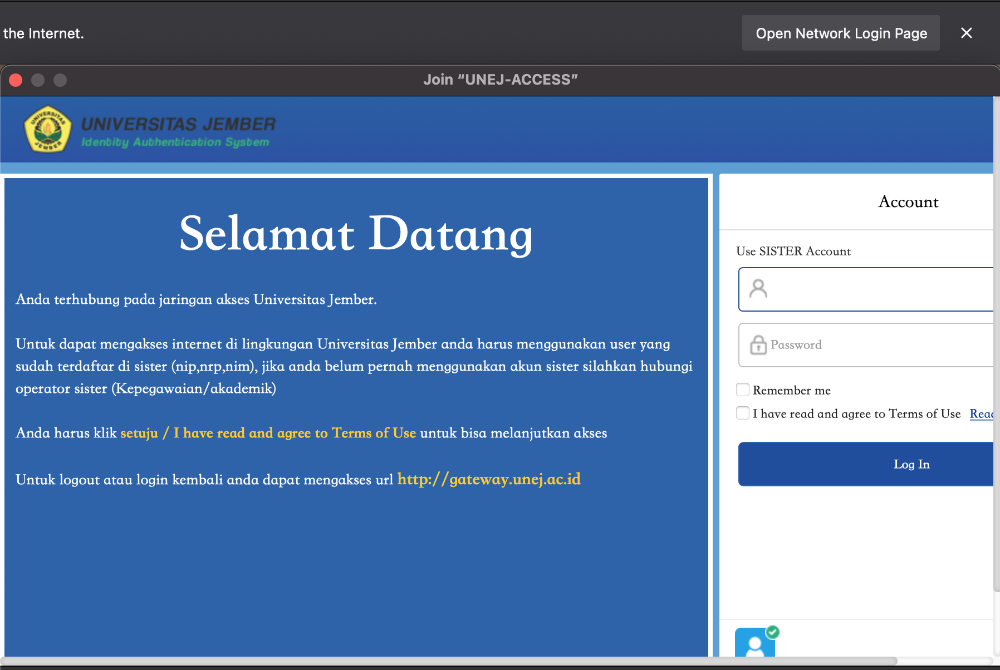 the Internet.
Open Network Login Page
Join “UNEJ-ACCESS”
UNIVERSITAS JEMBER
UNIVERSITAS JEMBER
Identity Authentication System
Selamat Datang
Anda terhubung pada jaringan akses Universitas Jember.
Untuk dapat mengakses internet di lingkungan Universitas Jember anda harus menggunakan user yang
sudah terdaftar di sister (nip,nrp,nim), jika anda belum pernah menggunakan akun sister silahkan hubungi
operator sister (Kepegawaian/akademik)
Anda harus klik setuju / I have read and agree to Terms of Use untuk bisa melanjutkan akses
Untuk logout atau login kembali anda dapat mengakses url http://gateway.unej.ac.id
Account
Use SISTER Account
Password
Remember me
I have read and agree to Terms of Use Read
Log In